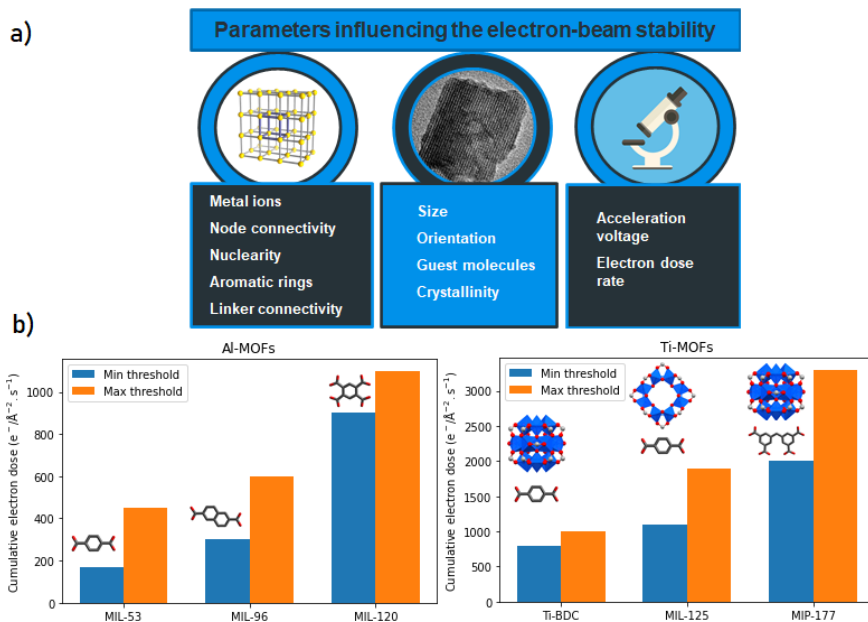 a)
Parameters influencing the electron-beam stability
Metal ions
Node connectivity
Nuclearity
Aromatic rings
Linker connectivity
Size
Orientation
Guest molecules
Crystallinity
Acceleration
voltage
Electron dose
rate
b)
Al-MOFs
Cumulative electron dose (e⁻/Å⁻². s⁻¹)
1000
800
600
400
200
0
Min threshold
Max threshold
MIL-53
MIL-96
MIL-120
Ti-MOFs
Cumulative electron dose (e⁻/Å⁻². s⁻¹)
3000
2500
2000
1500
1000
500
0
Min threshold
Max threshold
Ti-BDC
MIL-125
MIP-177